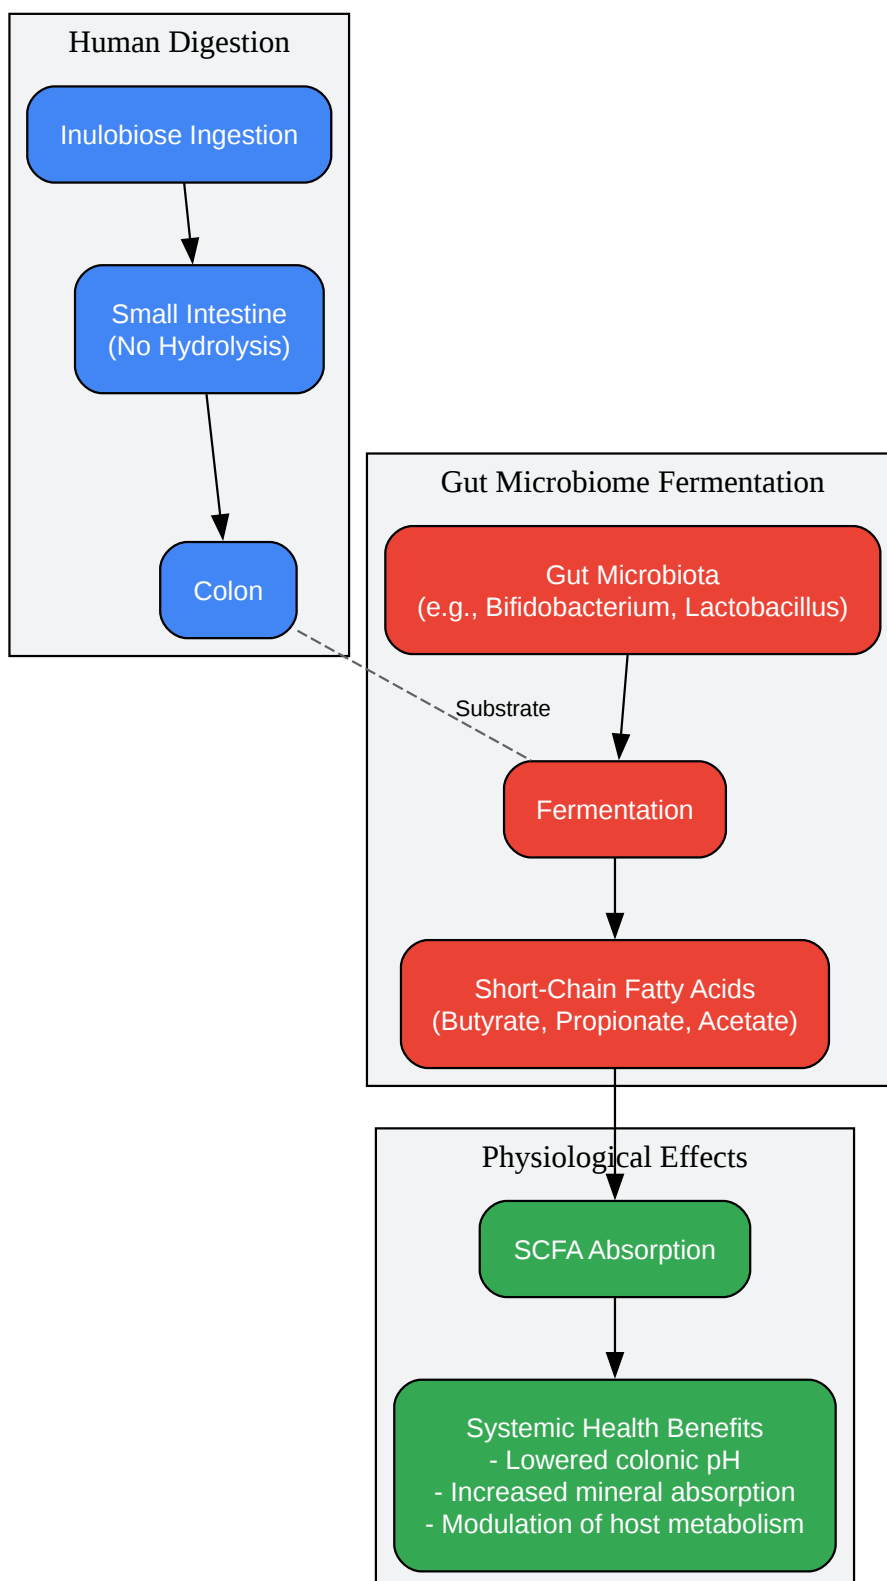 Human Digestion
Inulobiose Ingestion
Small Intestine
(No Hydrolysis)
Colon
Gut Microbiome Fermentation
Gut Microbiota
(e.g., Bifidobacterium, Lactobacillus)
Substrate
Fermentation
Short-Chain Fatty Acids
(Butyrate, Propionate, Acetate)
Physiological Effects
SCFA Absorption
Systemic Health Benefits
- Lowered colonic pH
- Increased mineral absorption
- Modulation of host metabolism